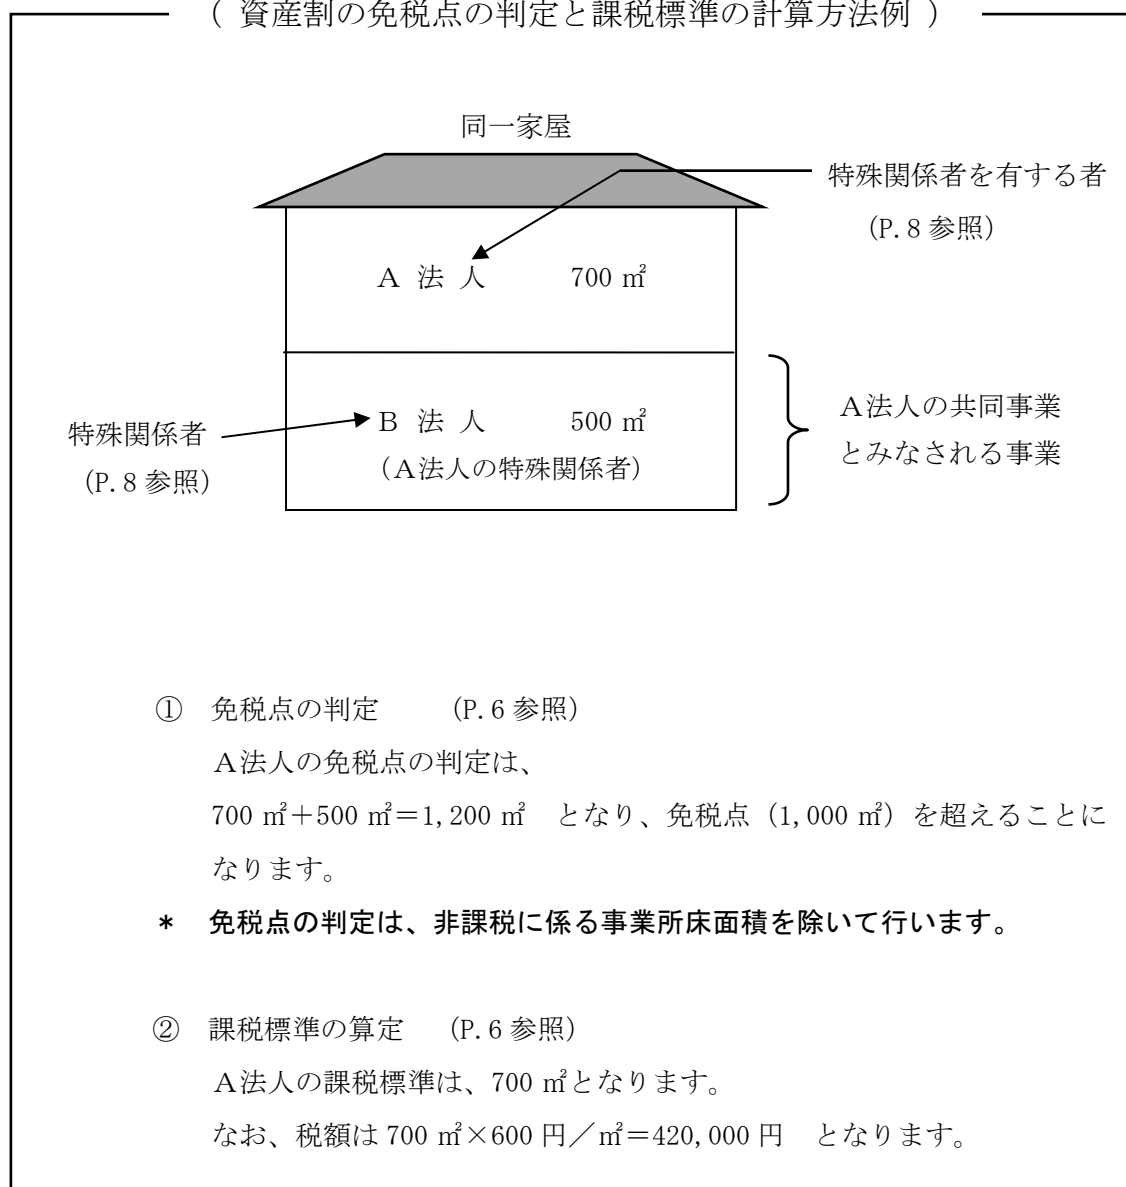 （ 資産割の免税点の判定と課税標準の計算方法例 ）
同一家屋
特殊関係者を有する者
（P.８参照）
Ａ 法 人　　700 ㎡
Ｂ 法 人　　500 ㎡
（Ａ法人の特殊関係者）
特殊関係者
（P.８参照）
Ａ法人の共同事業
とみなされる事業
①　免税点の判定　　（P.６参照）
Ａ法人の免税点の判定は、
700 ㎡＋500 ㎡＝1,200 ㎡　となり、免税点（1,000 ㎡）を超えることに
なります。
＊　免税点の判定は、非課税に係る事業所床面積を除いて行います。
②　課税標準の算定　（P.６参照）
Ａ法人の課税標準は、700 ㎡となります。
なお、税額は 700 ㎡×600 円／㎡＝420,000 円　となります。